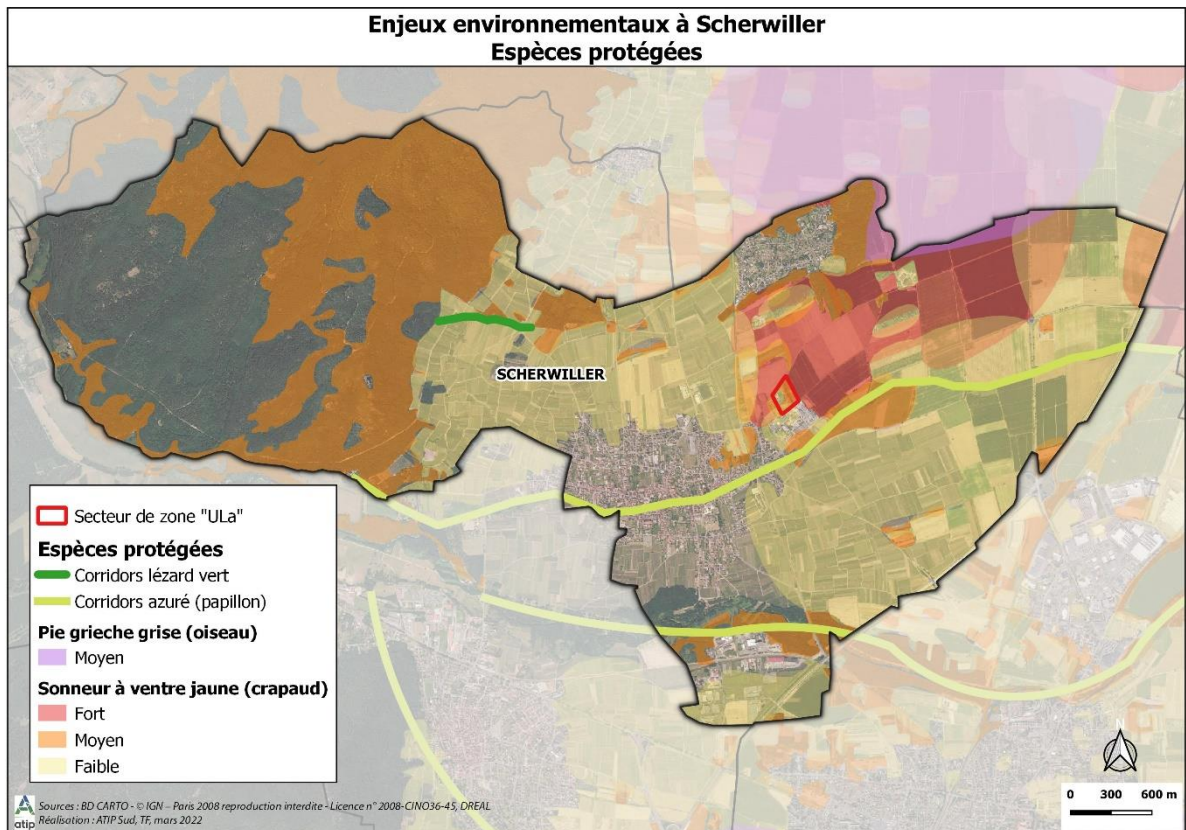 Enjeux environnementaux à Scherwiller
Espèces protégées
SCHERWILLER
Secteur de zone "ULa"
Espèces protégées
Corridors lézard vert
Corridors azuré (papillon)
Pie grieche grise (oiseau)
Moyen
Sonneur à ventre jaune (crapaud)
Fort
Moyen
Faible
N
0 300 600 m
atip
Sources : BD CARTO - © IGN – Paris 2008 reproduction interdite - Licence n° 2008-CINO36-45, DREAL
Réalisation : ATIP Sud, TF, mars 2022